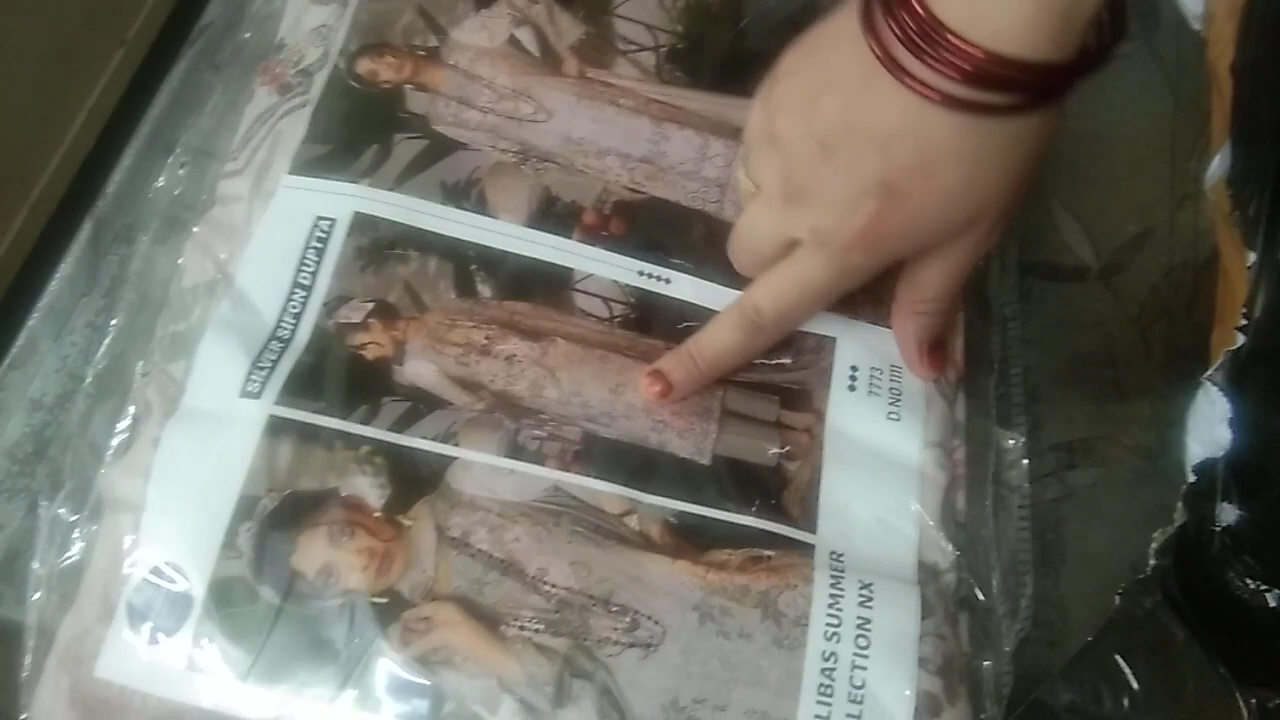 SILVER SIFON DUPTTA
7773
D.NO.1111
LIBAS SUMMER
LECTION NX